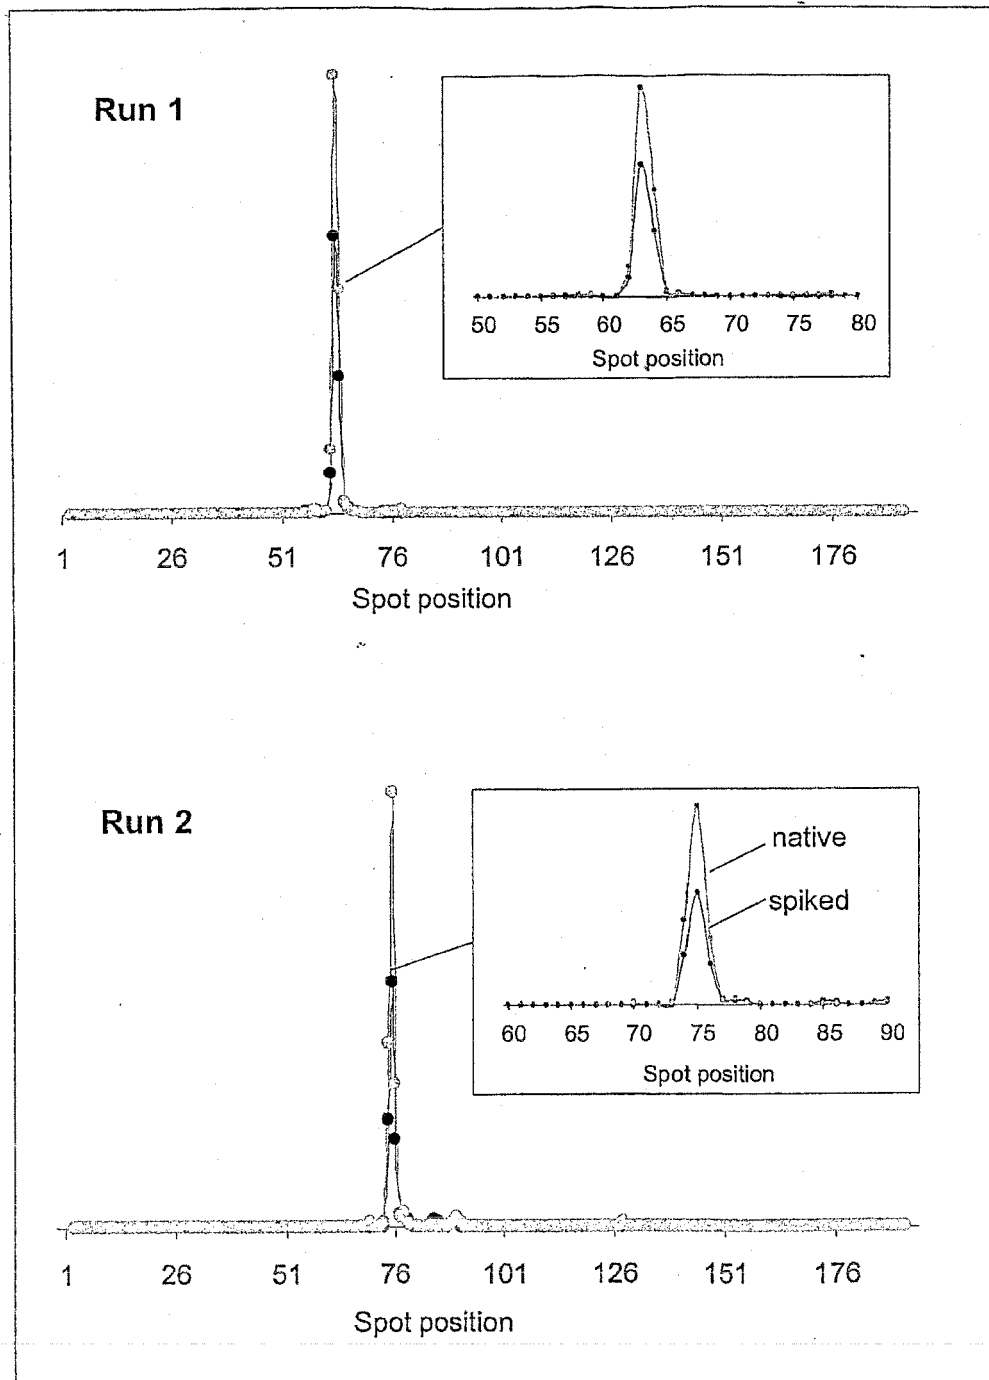 Run 1
50 55 60 65 70 75 80
Spot position
1 26 51 76 101 126 151 176
Spot position
Run 2
native
spiked
60 65 70 75 80 85 90
Spot position
1 26 51 76 101 126 151 176
Spot position